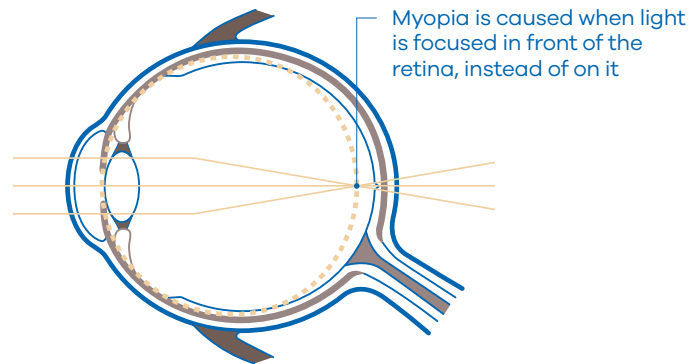 Myopia is caused when light
is focused in front of the
retina, instead of on it